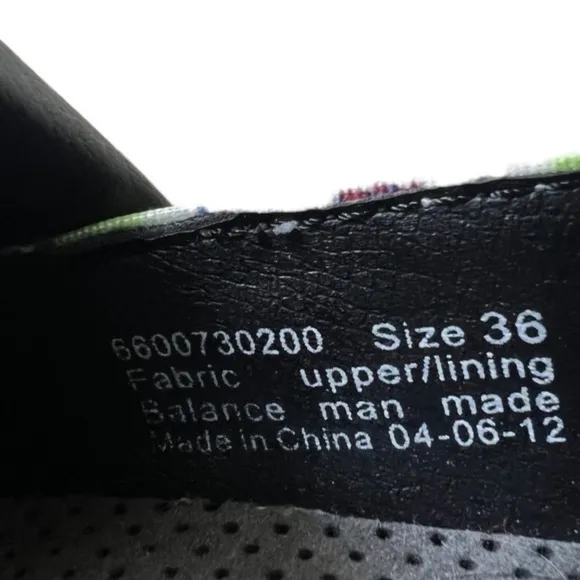 6600730200 Size 36
Fabric upper/lining
Balance man made
Made in China 04-06-12